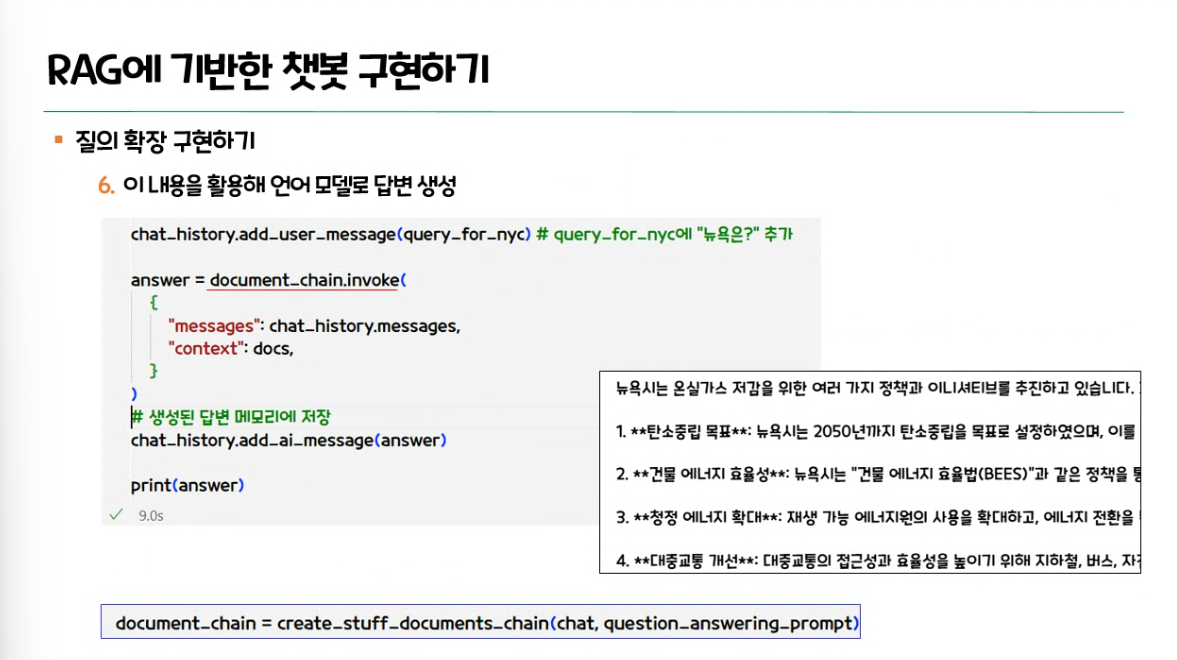 RAG에 기반한 챗봇 구현하기
▪ 질의 확장 구현하기
6. 이 내용을 활용해 언어 모델로 답변 생성
chat_history.add_user_message(query_for_nyc) # query_for_nyc에 "뉴욕은?" 추가
answer = document_chain.invoke(
{
"messages": chat_history.messages,
"context": docs,
}
)
# 생성된 답변 메모리에 저장
chat_history.add_ai_message(answer)
print(answer)
✓ 9.0s
뉴욕시는 온실가스 저감을 위한 여러 가지 정책과 이니셔티브를 추진하고 있습니다.
1. **탄소중립 목표**: 뉴욕시는 2050년까지 탄소중립을 목표로 설정하였으며, 이를
2. **건물 에너지 효율성**: 뉴욕시는 "건물 에너지 효율법(BEES)"과 같은 정책을
3. **청정 에너지 확대**: 재생 가능 에너지원의 사용을 확대하고, 에너지 전환을
4. **대중교통 개선**: 대중교통의 접근성과 효율성을 높이기 위해 지하철, 버스,
document_chain = create_stuff_documents_chain(chat, question_answering_prompt)